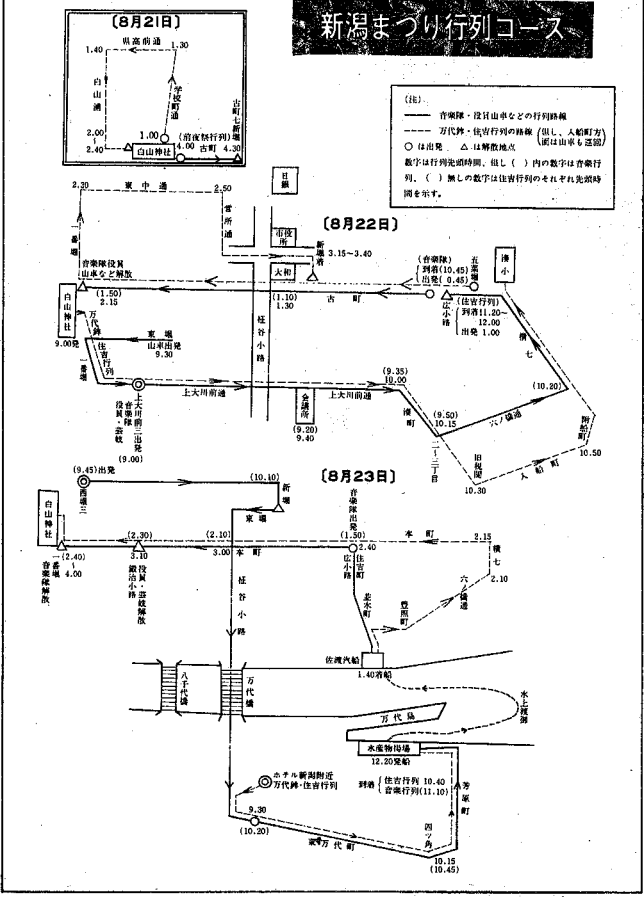 新潟まつり行列コース
〔8月21日〕
県高前通
1.40
1.30
白山浦
学校町通
古町七新堀
1.00
(前夜祭行列)
2.00～2.40
白山神社
4.00
古町
4.30
(注)
音楽隊・役員山車などの行列路線
万代鉾・住吉行列の路線(但し、入船町方面は山車も巡回)
○は出発 △は解散地点
数字は行列先頭時間、但し( )内の数字は音楽行
列、( )無しの数字は住吉行列のそれぞれ先頭時
間を示す。
〔8月22日〕
2.30
東中通
2.50
日銀
営所通
市役所
新堀着
3.15～3.40
大和
一番堀
音楽隊役員
山車など解散
(1.50)
2.15
(1.10)
1.30
古町
(音楽隊)
到着(10.45)
出発(0.45)
五菜堀
湊小
広小路
(住吉行列)
到着11.20～
12.00
出発 1.00
横七
白山神社
9.00発
万代鉾
住吉行列
東堀
山車出発
9.30
一番堀
柾谷小路
上大川前通
会議所
(9.20)
9.40
上大川前通
(9.35)
10.00
湊町
(9.50)
10.15
二～三丁目
六ノ橋通
(10.20)
附船町
10.50
入船町
旧税関
10.30
上大川前三出発
音楽隊
役員・芸妓
(9.00)
〔8月23日〕
(9.45)出発
西堀三
(10.10)
新堀
東堀
白山神社
(2.40)～4.00
一番堀
音楽隊解散
(2.30)
3.10
役員・芸妓解散
鍛冶小路
(2.10)
3.00
本町
柾谷小路
音楽隊出発
(1.50)
2.40
住吉町
広小路
本町
2.15
横七
2.10
六ノ橋通
豊照町
並木町
佐渡汽船
1.40着船
八千代橋
万代橋
水上渡御
万代島
水産物揚場
12.20発船
到着
住吉行列 10.40
音楽行列(11.10)
芳原町
ホテル新潟附近
万代鉾・住吉行列
9.30
(10.20)
東万代町
四ツ角
10.15
(10.45)